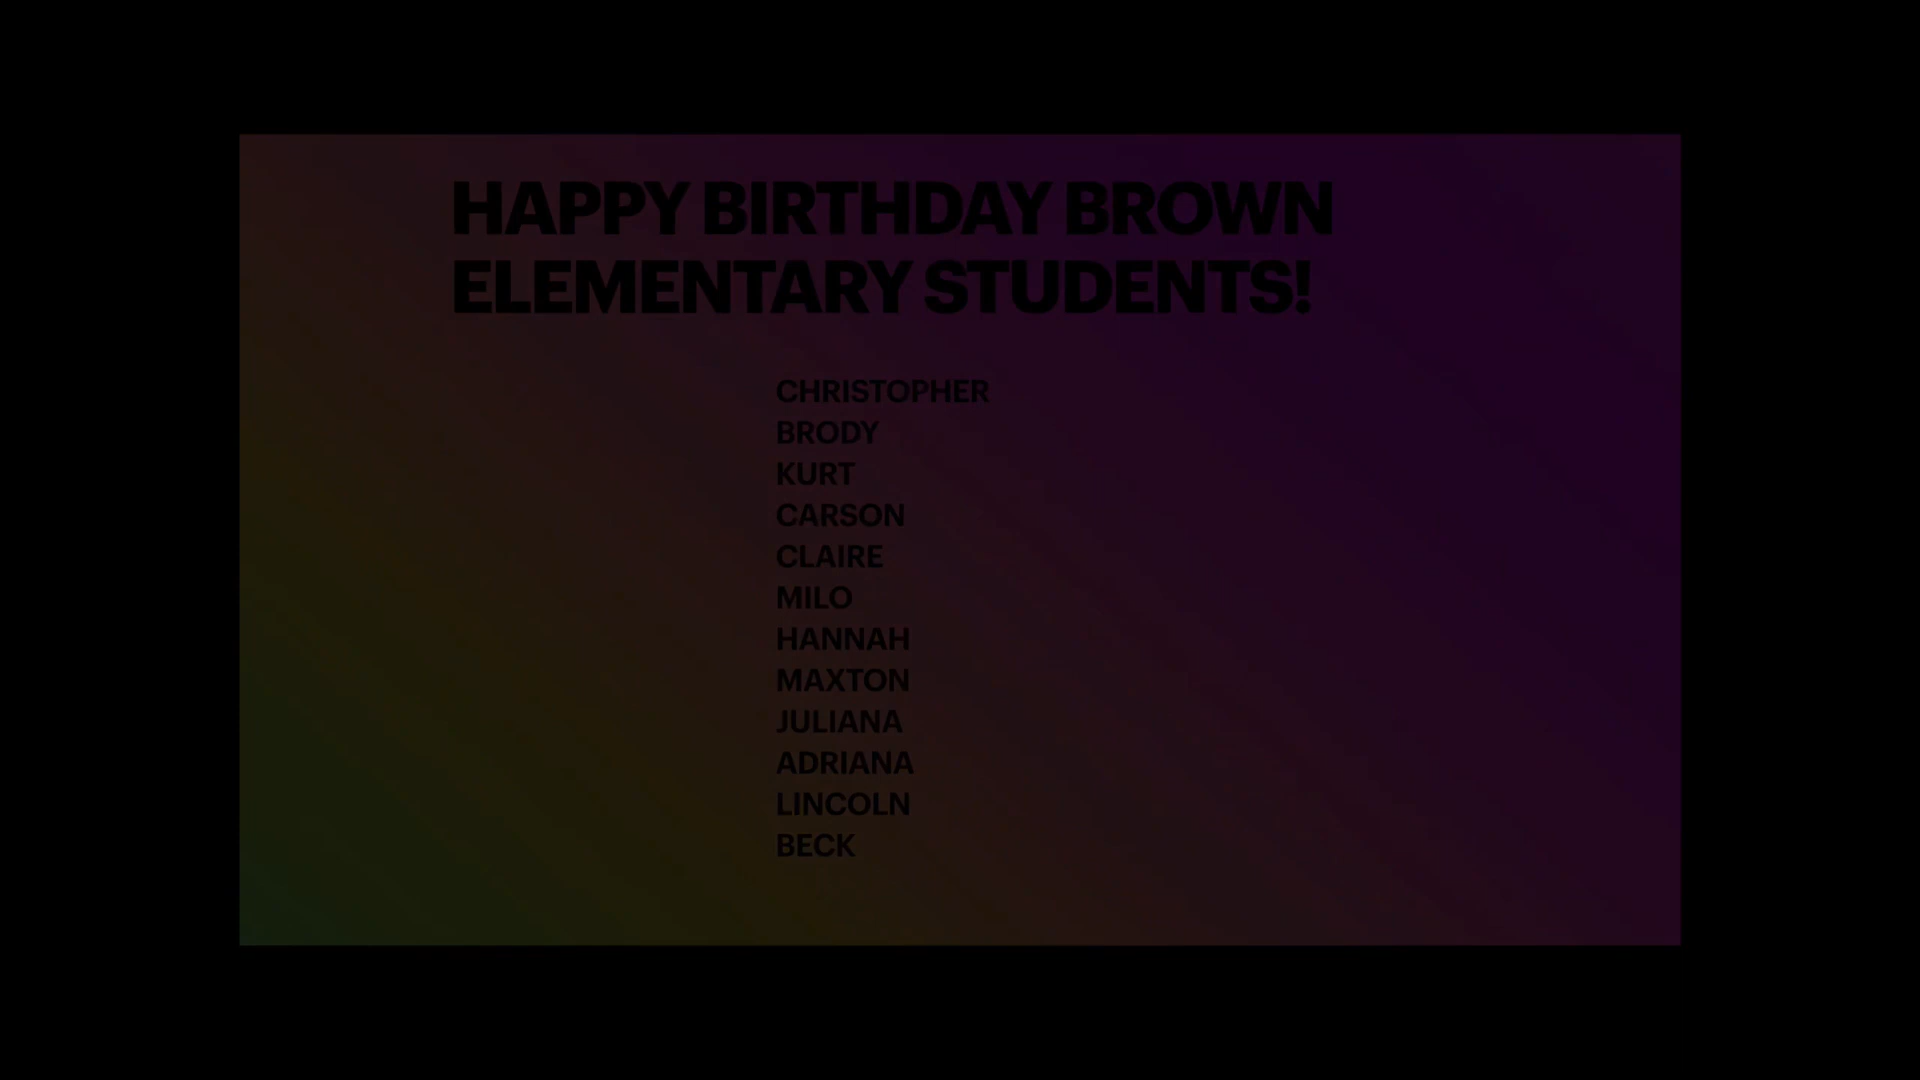 HAPPY BIRTHDAY BROWN
ELEMENTARY STUDENTS!
CHRISTOPHER
BRODY
KURT
CARSON
CLAIRE
MILO
HANNAH
MAXTON
JULIANA
ADRIANA
LINCOLN
BECK